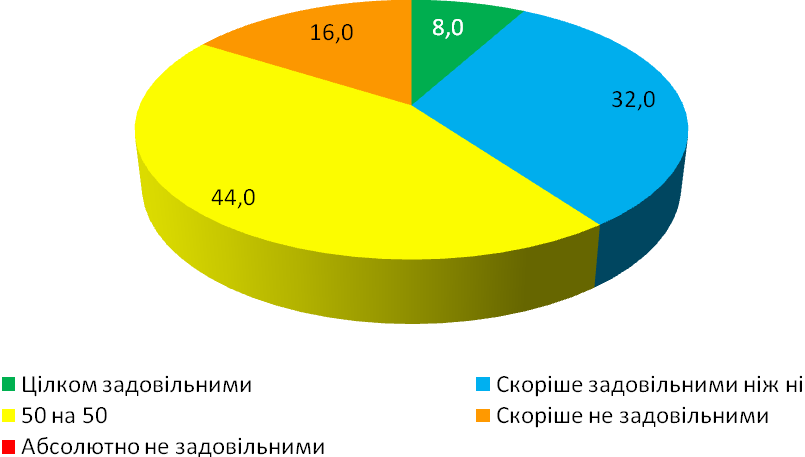 16,0
8,0
32,0
44,0
Цілком задовільними
Скоріше задовільними ніж ні
50 на 50
Скоріше не задовільними
Абсолютно не задовільними